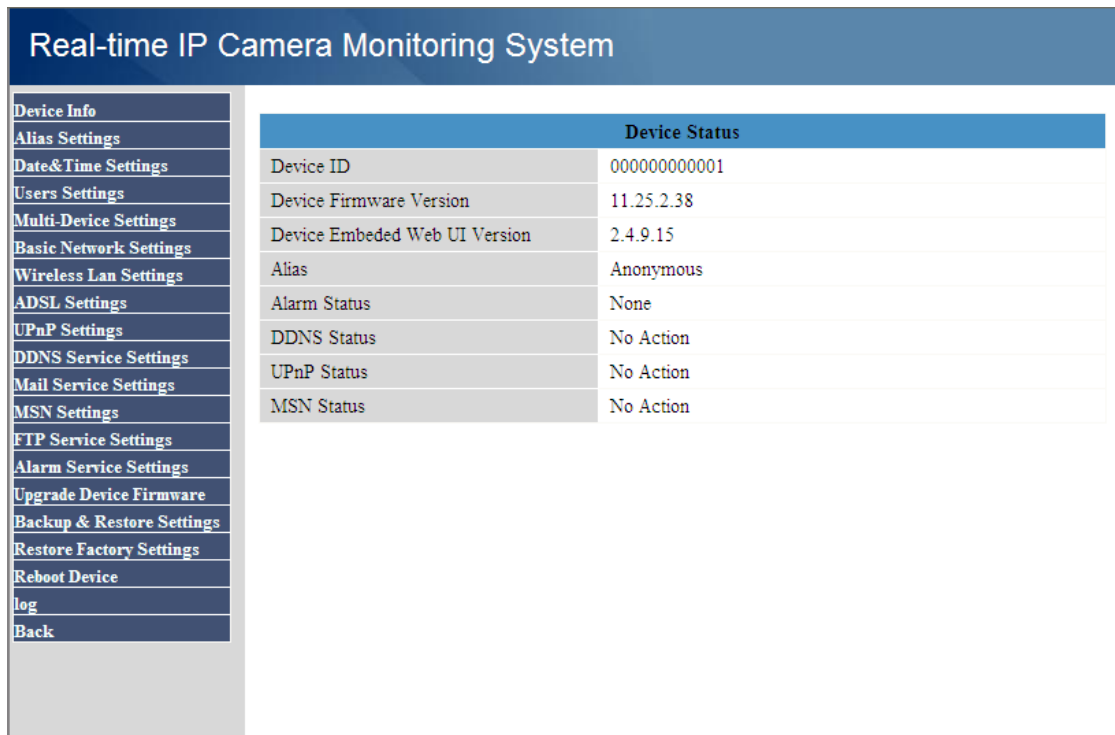 Real-time IP Camera Monitoring System
Device Info
Alias Settings
Date&Time Settings
Users Settings
Multi-Device Settings
Basic Network Settings
Wireless Lan Settings
ADSL Settings
UPnP Settings
DDNS Service Settings
Mail Service Settings
MSN Settings
FTP Service Settings
Alarm Service Settings
Upgrade Device Firmware
Backup & Restore Settings
Restore Factory Settings
Reboot Device
log
Back
Device Status
Device ID 000000000001
Device Firmware Version 11.25.2.38
Device Embeded Web UI Version 2.4.9.15
Alias Anonymous
Alarm Status None
DDNS Status No Action
UPnP Status No Action
MSN Status No Action